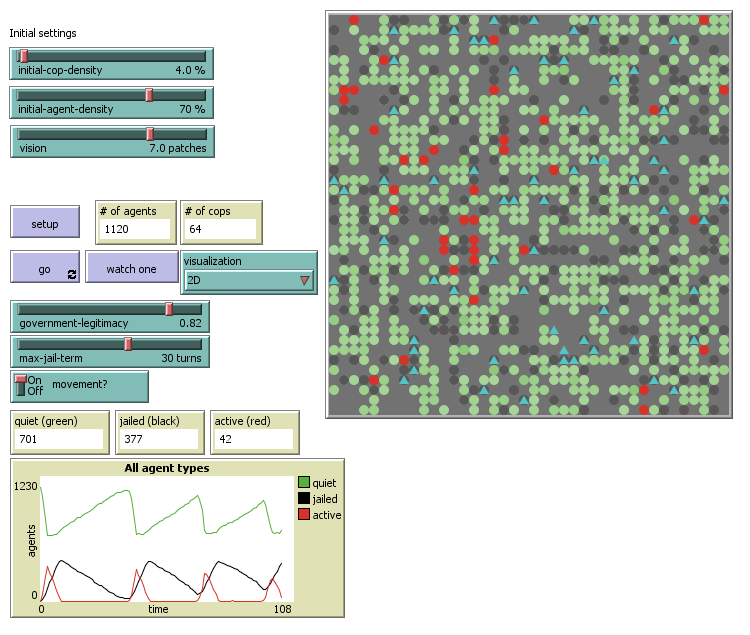 Initial settings
initial-cop-density 4.0 %
initial-agent-density 70 %
vision 7.0 patches
setup
# of agents
1120
# of cops
64
go
watch one
visualization
2D
government-legitimacy 0.82
max-jail-term 30 turns
On
Off
movement?
quiet (green)
701
jailed (black)
377
active (red)
42
All agent types
1230
agents
0
0
time
108
quiet
jailed
active